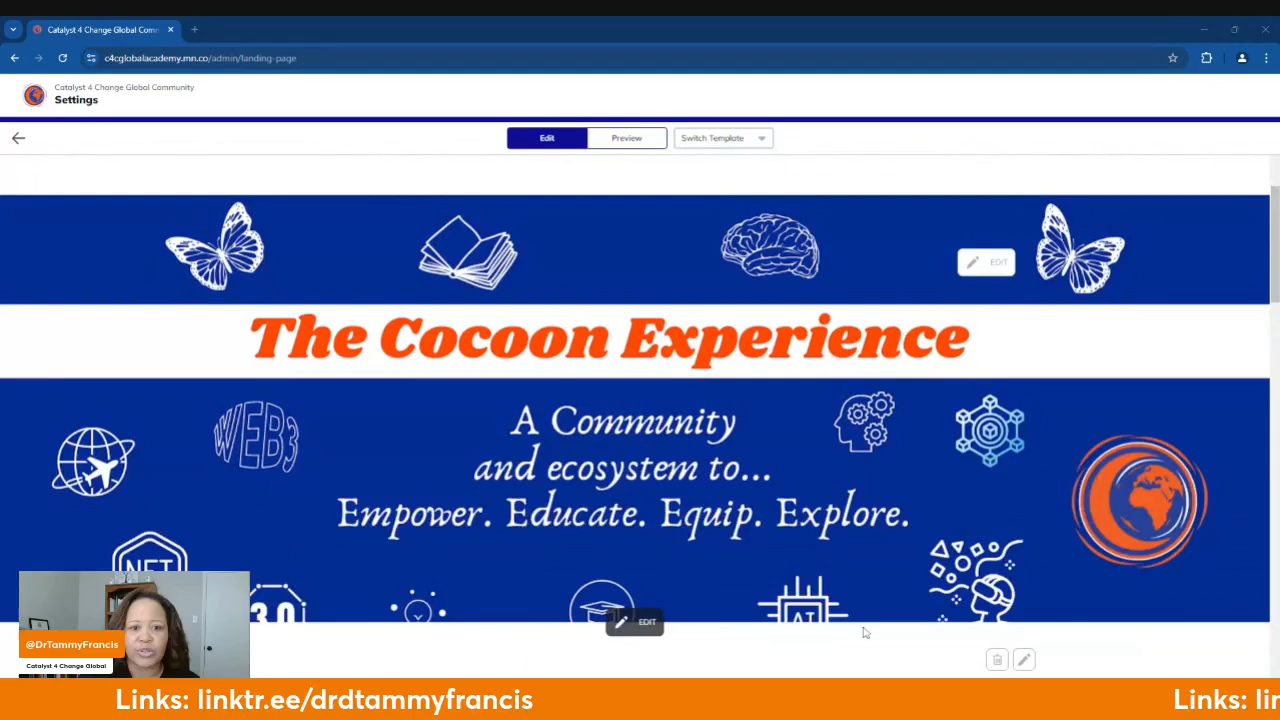 Catalyst 4 Change Global Comm
c4cglobalacademy.mn.co/admin/landing-page
Catalyst 4 Change Global Community
Settings
Edit
Preview
Switch Template
EDIT
The Cocoon Experience
WEB3
A Community
and ecosystem to...
Empower. Educate. Equip. Explore.
NFT
3.0
AI
EDIT
@DrTammyFrancis
Catalyst 4 Change Global
Links: linktr.ee/drdtammyfrancis
Links: lin